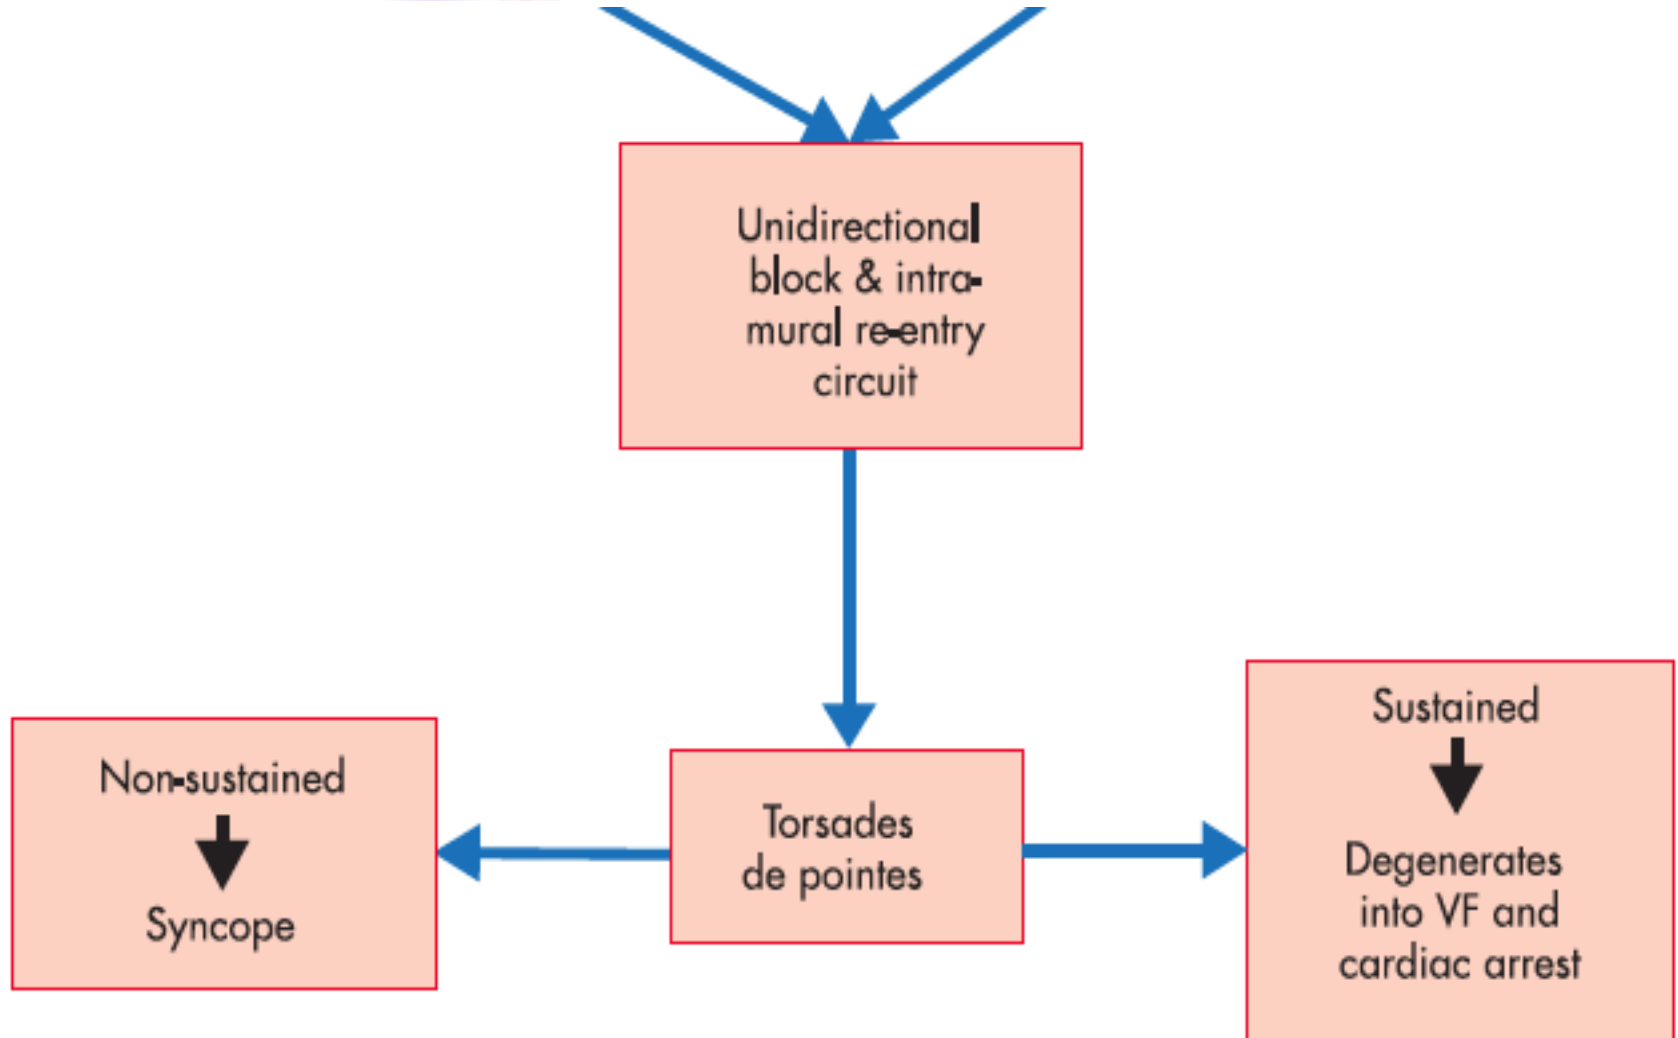 Unidirectional
block & intra-
mural re-entry
circuit
Non-sustained
Syncope
Torsades
de pointes
Sustained
Degenerates
into VF and
cardiac arrest